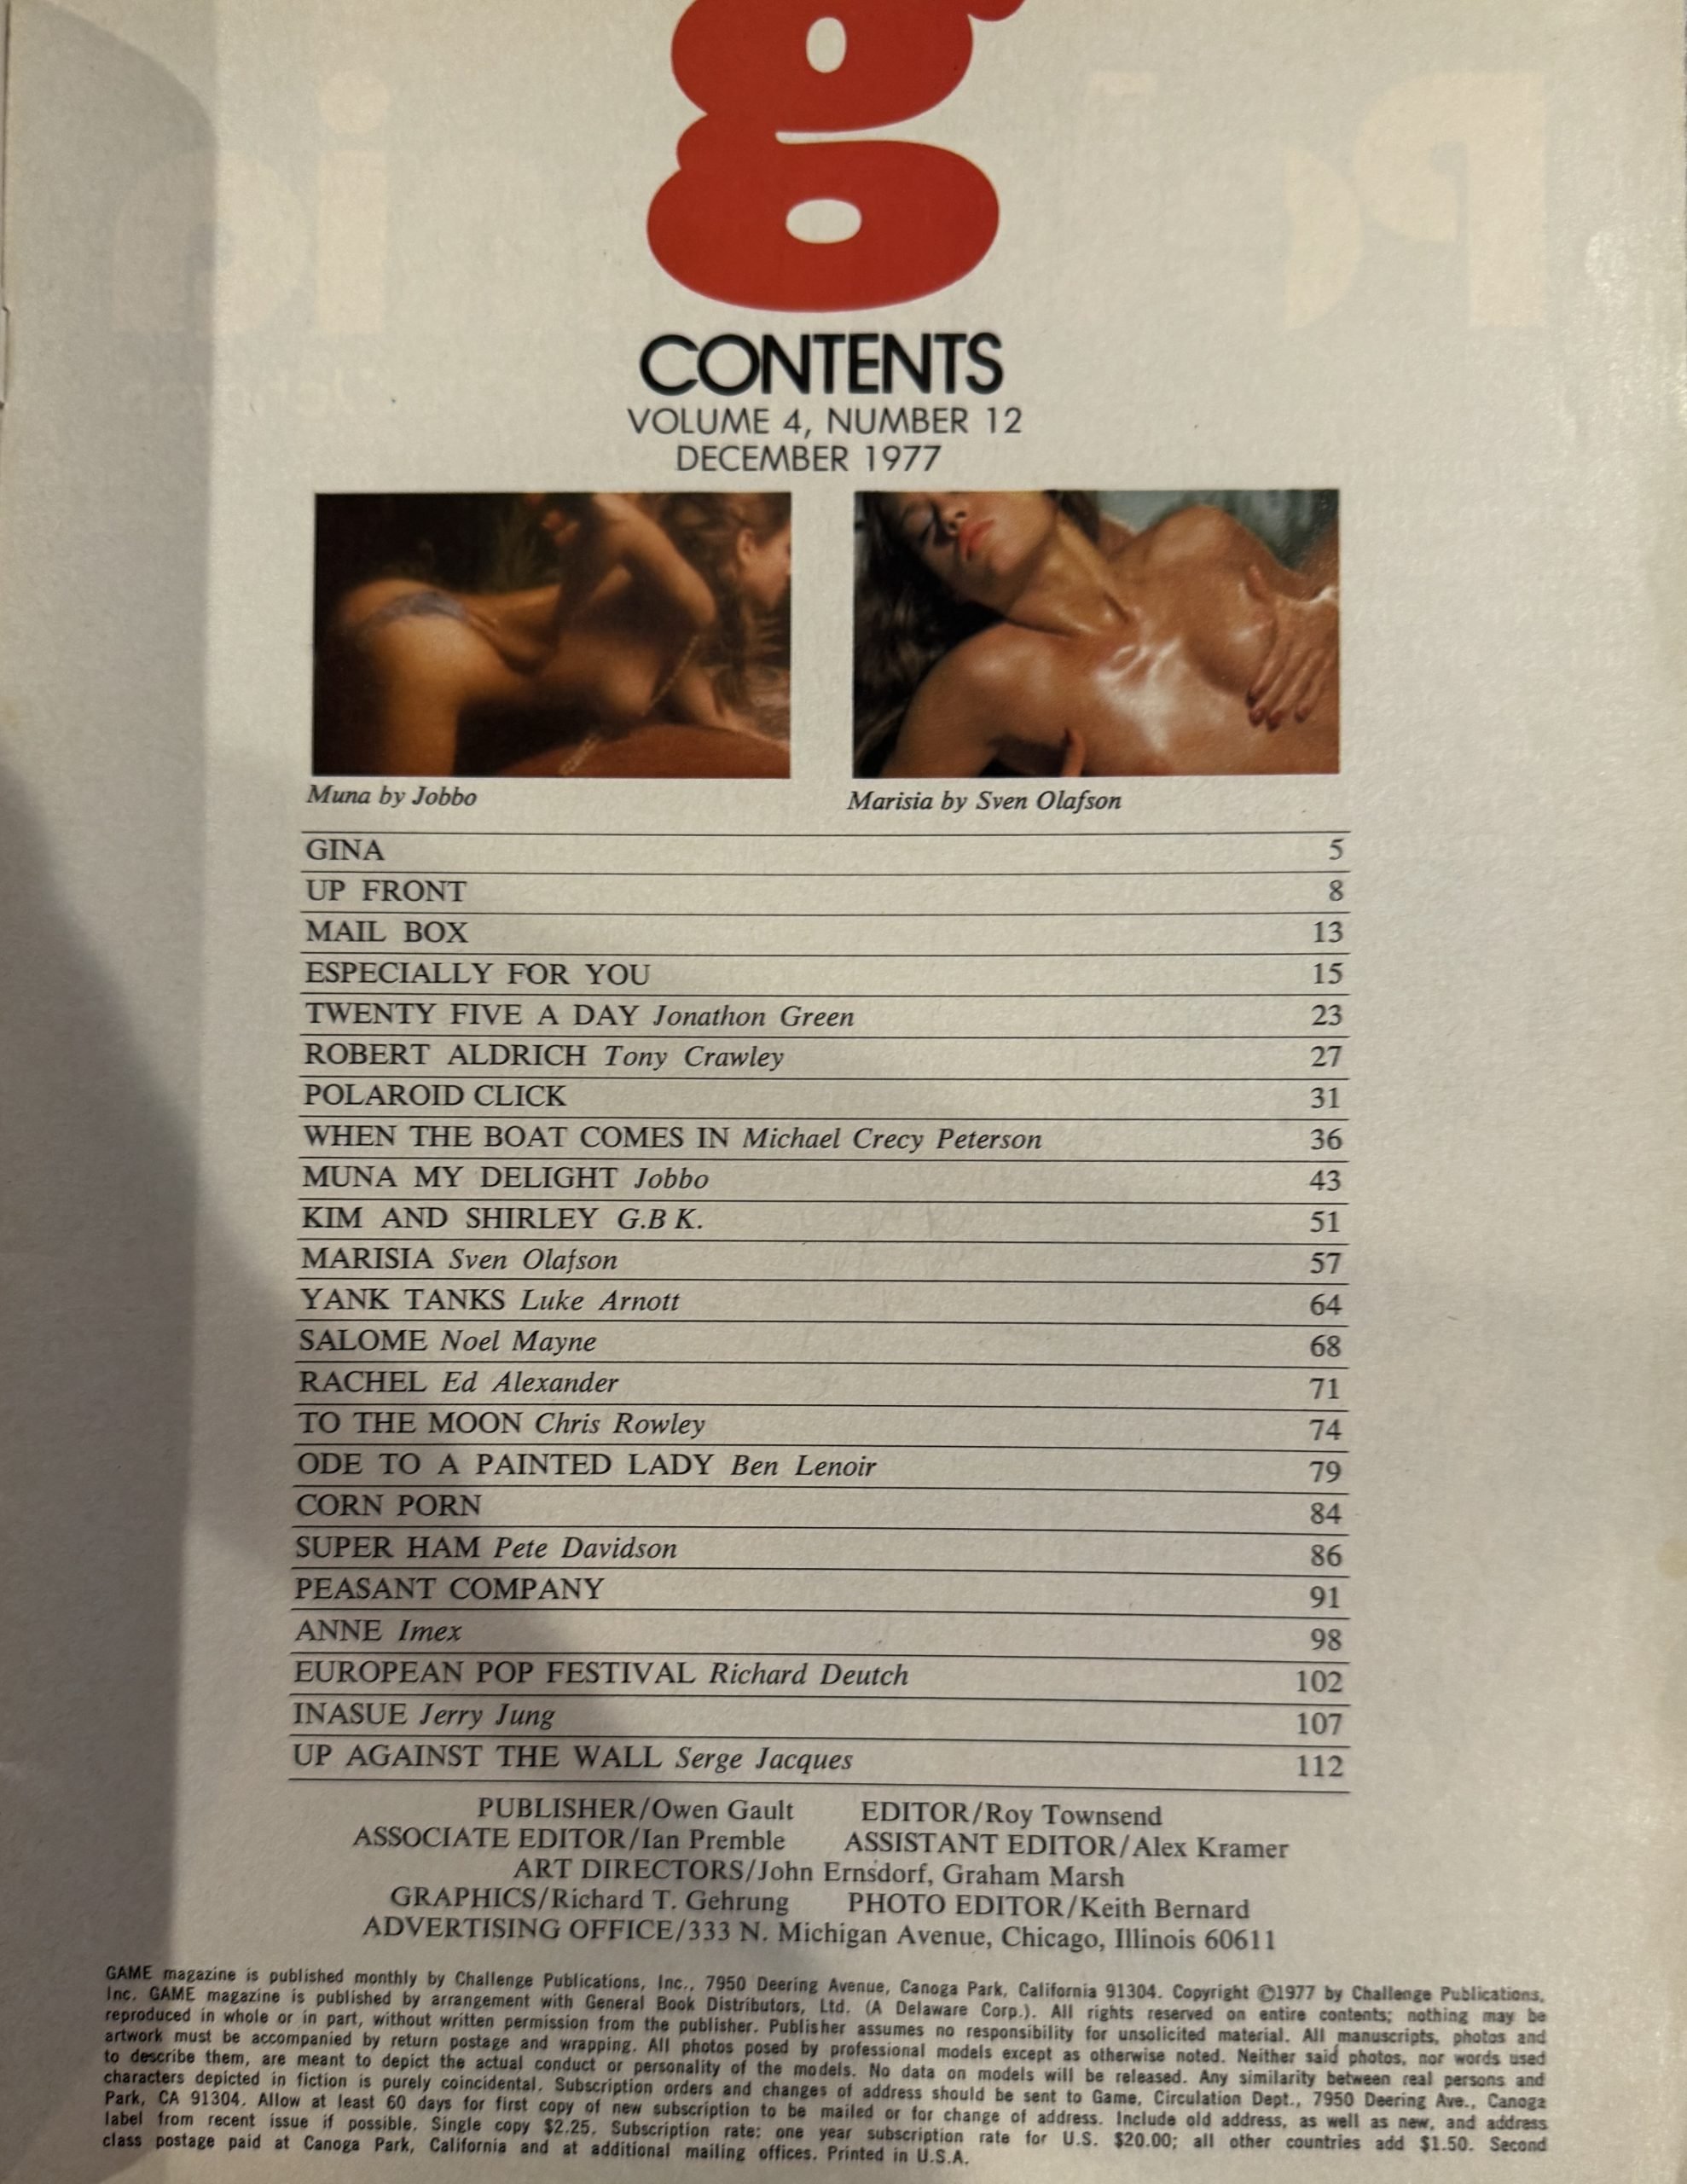 g
CONTENTS
VOLUME 4, NUMBER 12
DECEMBER 1977
Muna by Jobbo
Marisia by Sven Olafson
GINA 5
UP FRONT 8
MAIL BOX 13
ESPECIALLY FOR YOU 15
TWENTY FIVE A DAY Jonathon Green 23
ROBERT ALDRICH Tony Crawley 27
POLAROID CLICK 31
WHEN THE BOAT COMES IN Michael Crecy Peterson 36
MUNA MY DELIGHT Jobbo 43
KIM AND SHIRLEY G.B K. 51
MARISIA Sven Olafson 57
YANK TANKS Luke Arnott 64
SALOME Noel Mayne 68
RACHEL Ed Alexander 71
TO THE MOON Chris Rowley 74
ODE TO A PAINTED LADY Ben Lenoir 79
CORN PORN 84
SUPER HAM Pete Davidson 86
PEASANT COMPANY 91
ANNE Imex 98
EUROPEAN POP FESTIVAL Richard Deutch 102
INASUE Jerry Jung 107
UP AGAINST THE WALL Serge Jacques 112
PUBLISHER/Owen Gault EDITOR/Roy Townsend
ASSOCIATE EDITOR/Ian Premble ASSISTANT EDITOR/Alex Kramer
ART DIRECTORS/John Ernsdorf, Graham Marsh
GRAPHICS/Richard T. Gehrung PHOTO EDITOR/Keith Bernard
ADVERTISING OFFICE/333 N. Michigan Avenue, Chicago, Illinois 60611
GAME magazine is published monthly by Challenge Publications, Inc., 7950 Deering Avenue, Canoga Park, California 91304. Copyright ©1977 by Challenge Publications,
Inc. GAME magazine is published by arrangement with General Book Distributors, Ltd. (A Delaware Corp.). All rights reserved on entire contents; nothing may be
reproduced in whole or in part, without written permission from the publisher. Publisher assumes no responsibility for unsolicited material. All manuscripts, photos and
artwork must be accompanied by return postage and wrapping. All photos posed by professional models except as otherwise noted. Neither said photos, nor words used
to describe them, are meant to depict the actual conduct or personality of the models. No data on models will be released. Any similarity between real persons and
characters depicted in fiction is purely coincidental. Subscription orders and changes of address should be sent to Game, Circulation Dept., 7950 Deering Ave., Canoga
Park, CA 91304. Allow at least 60 days for first copy of new subscription to be mailed or for change of address. Include old address, as well as new, and address
label from recent issue if possible. Single copy $2.25. Subscription rate: one year subscription rate for U.S. $20.00; all other countries add $1.50. Second
class postage paid at Canoga Park, California and at additional mailing offices. Printed in U.S.A.